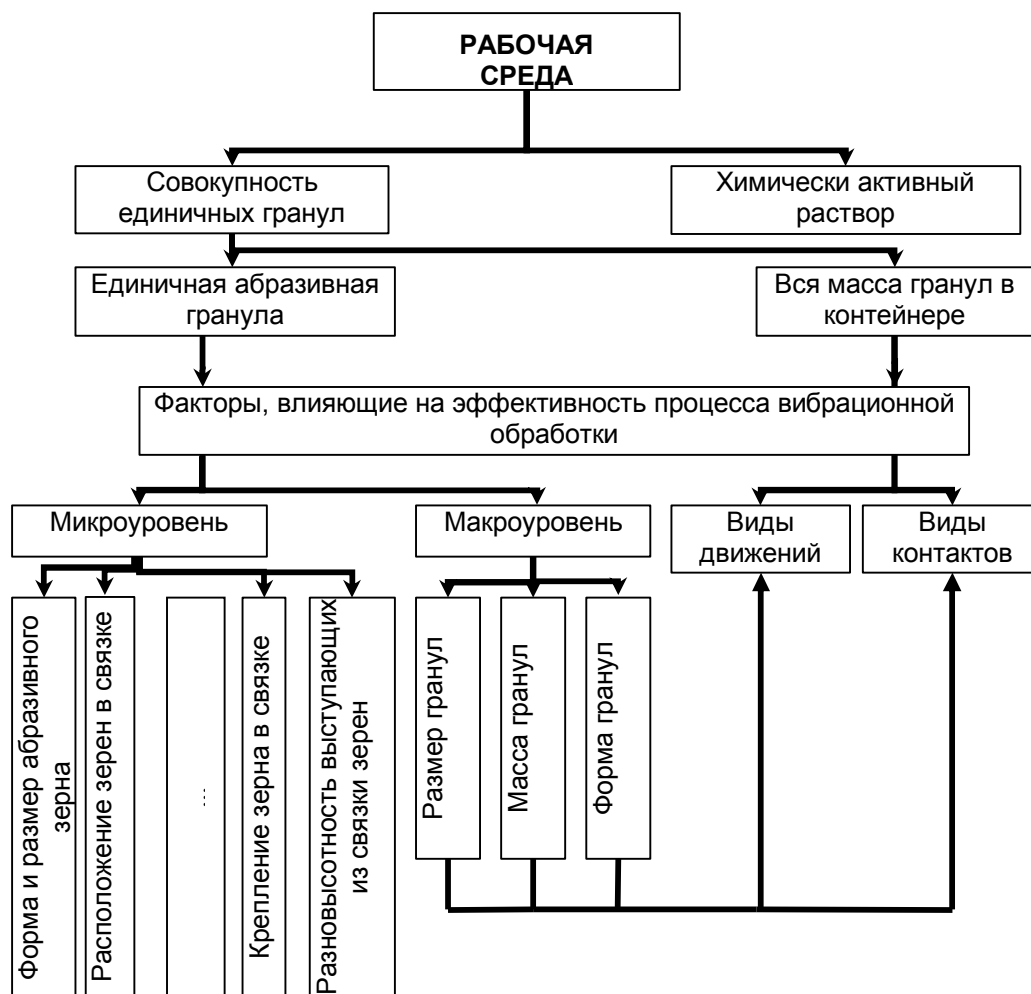 РАБОЧАЯ
СРЕДА
Совокупность
единичных гранул
Химически активный
раствор
Единичная абразивная
гранула
Вся масса гранул в
контейнере
Факторы, влияющие на эффективность процесса вибрационной
обработки
Микроуровень
Макроуровень
Виды
движений
Виды
контактов
Форма и размер абразивного
зерна
Расположение зерен в связке
...
Крепление зерна в связке
Разновысотность выступающих
из связки зерен
Размер гранул
Масса гранул
Форма гранул